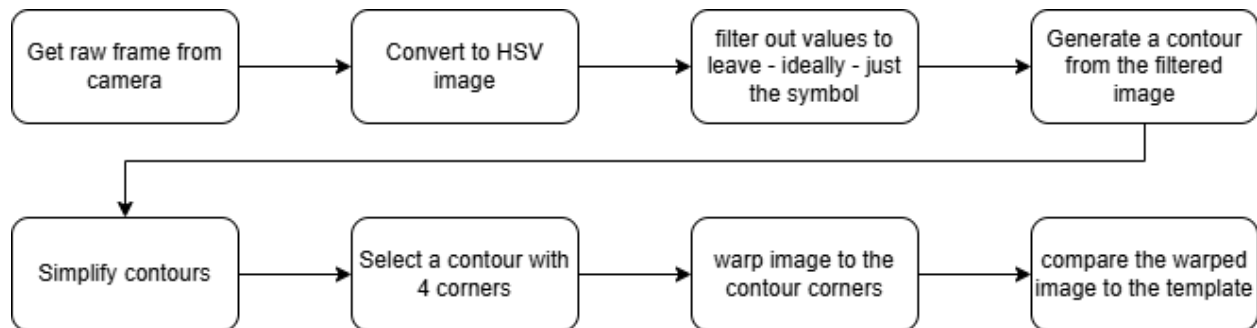 Get raw frame from
camera
Convert to HSV
image
filter out values to
leave - ideally - just
the symbol
Generate a contour
from the filtered
image
Simplify contours
Select a contour with
4 corners
warp image to the
contour corners
compare the warped
image to the template